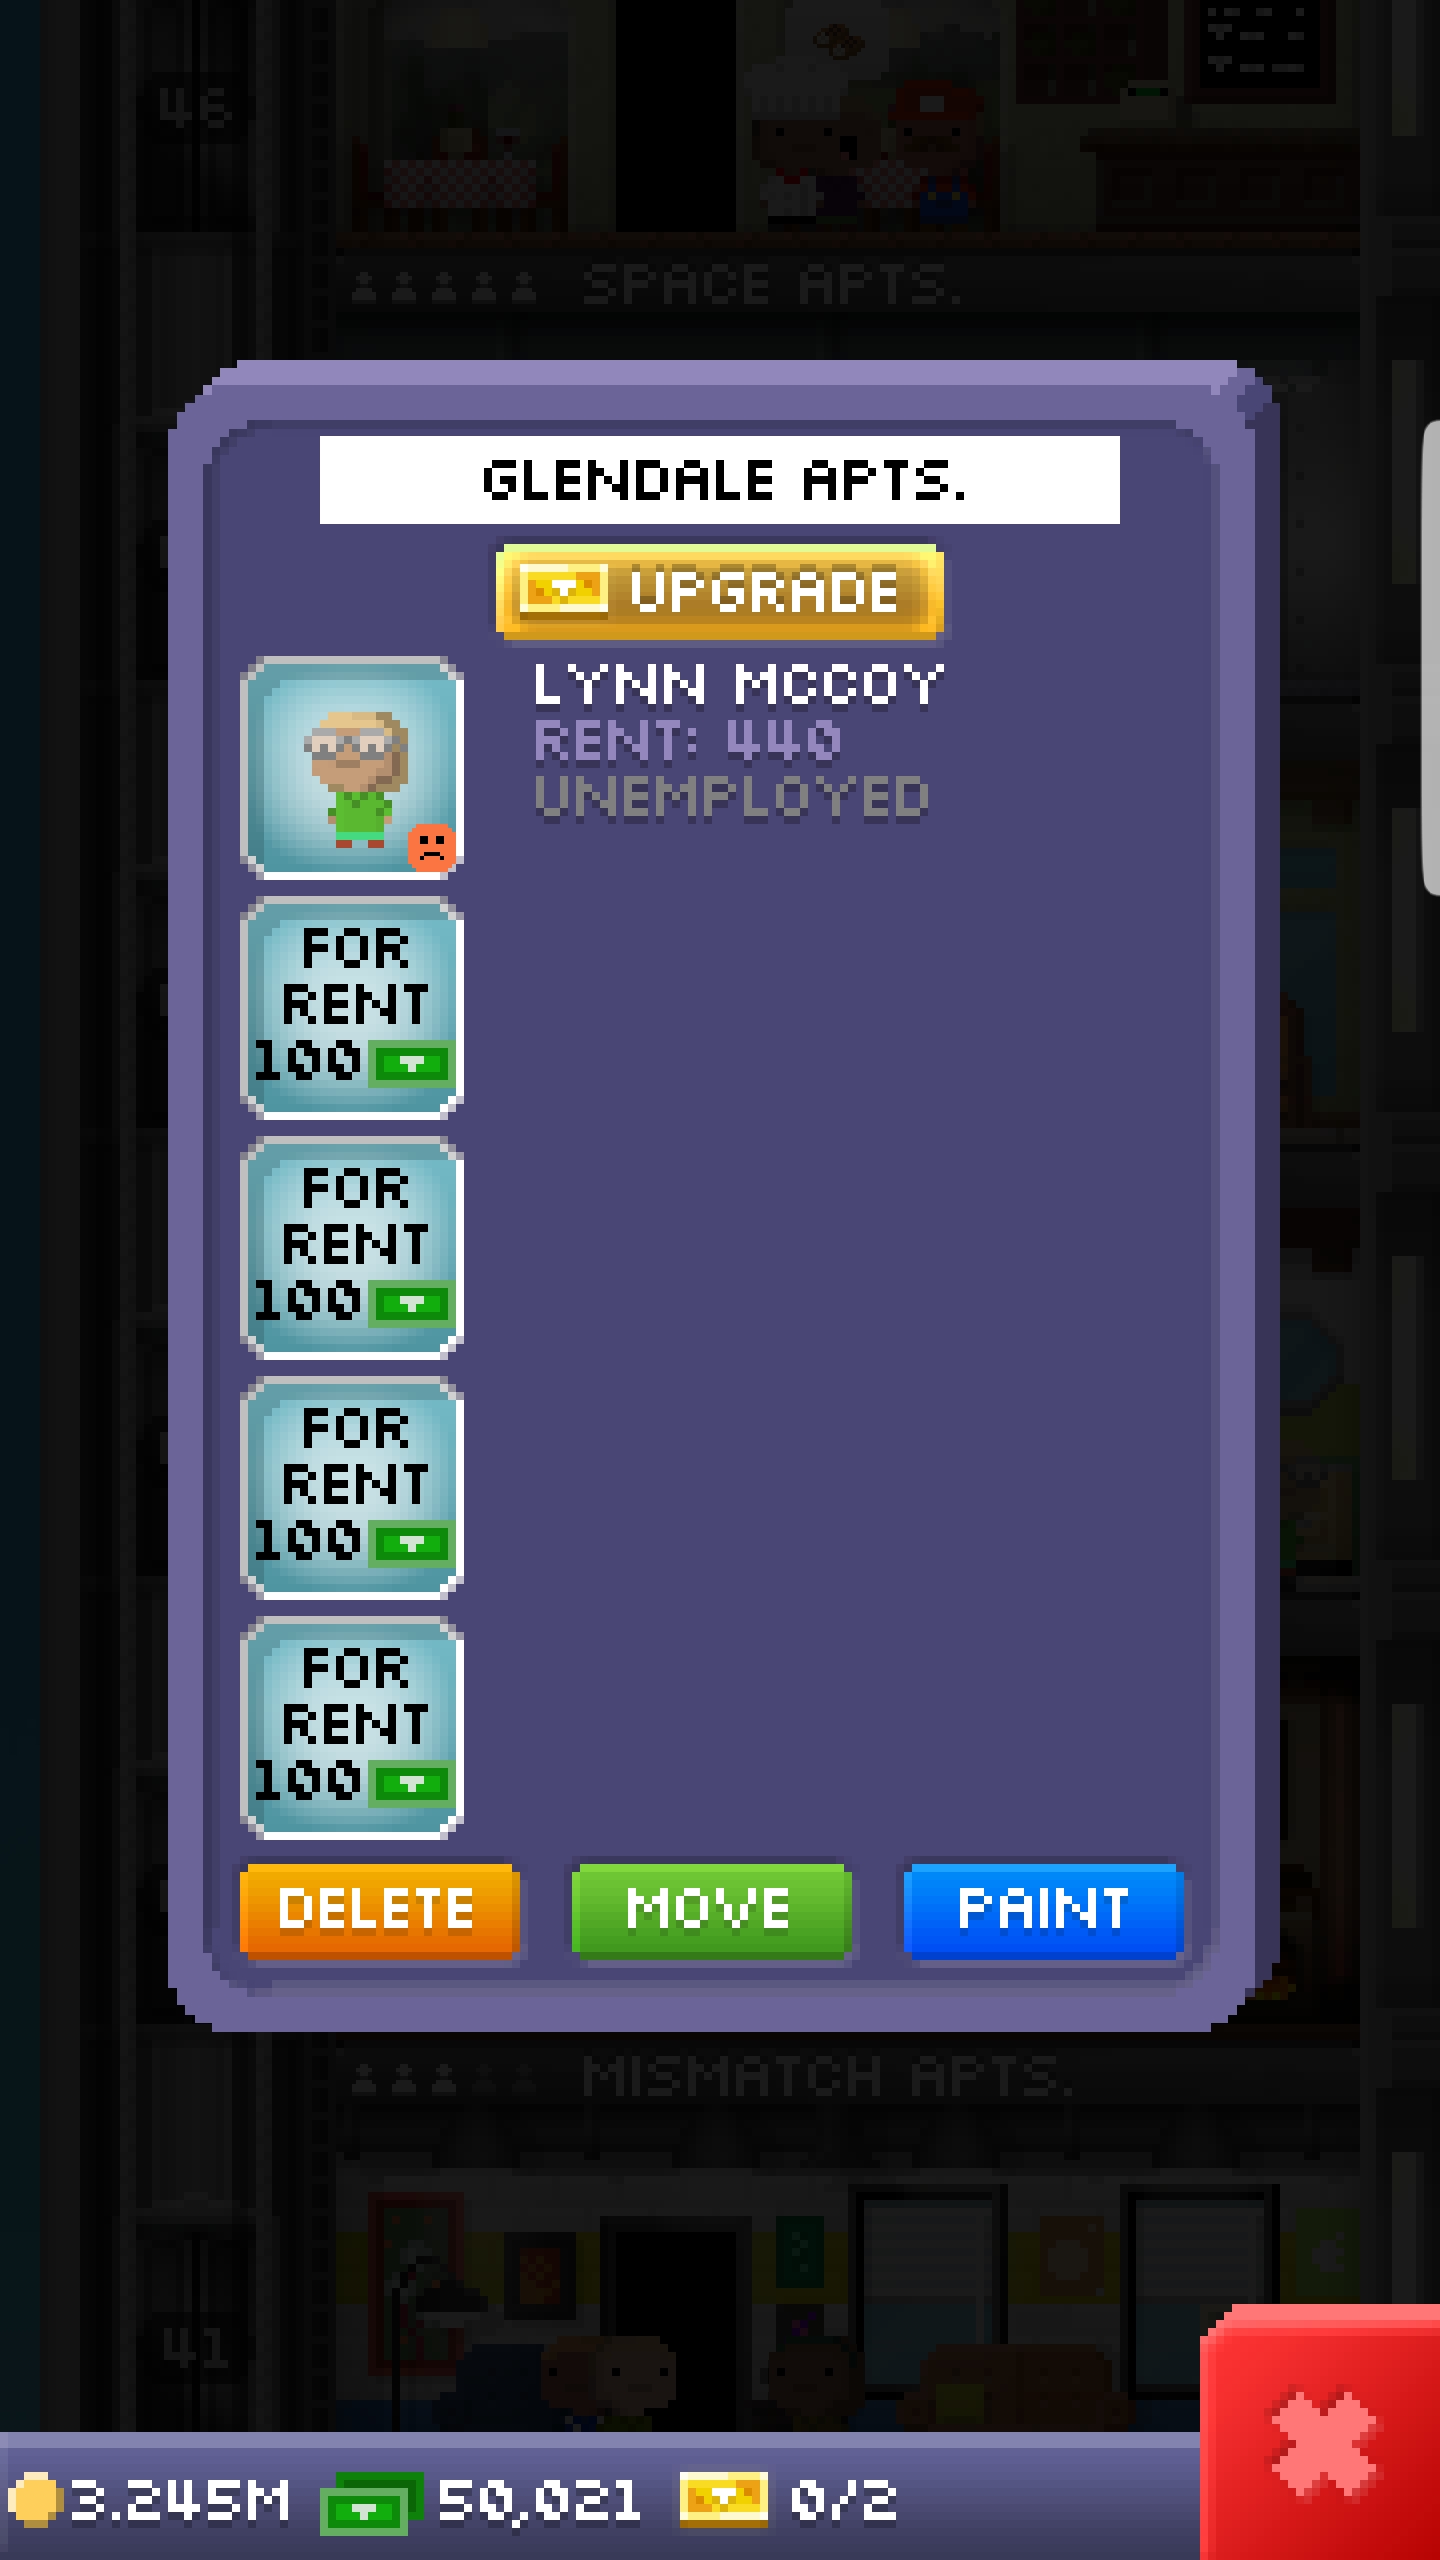 46
SPACE APTS.
GLENDALE APTS.
UPGRADE
LYNN MCCOY
RENT: 440
UNEMPLOYED
FOR
RENT
100
FOR
RENT
100
FOR
RENT
100
FOR
RENT
100
DELETE
MOVE
PAINT
MISMATCH APTS.
41
3.245M
50,021
0/2